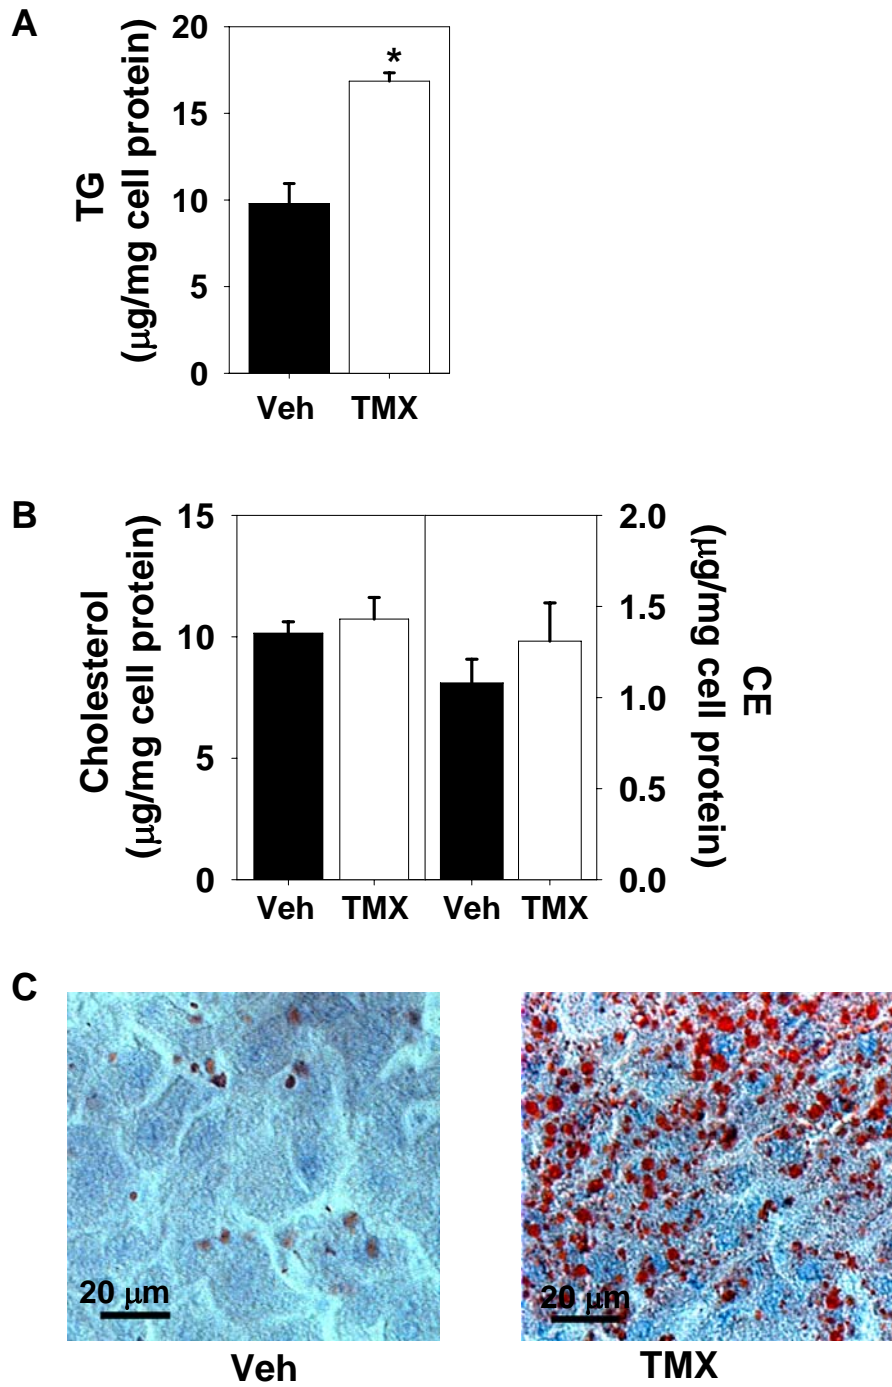 A
TG
(μg/mg cell protein)
20
15
10
5
0
*
Veh TMX
B
Cholesterol
(μg/mg cell protein)
15
10
5
0
2.0
1.5
1.0
0.5
0.0
CE
(μg/mg cell protein)
Veh TMX Veh TMX
C
20 μm
Veh
20 μm
TMX